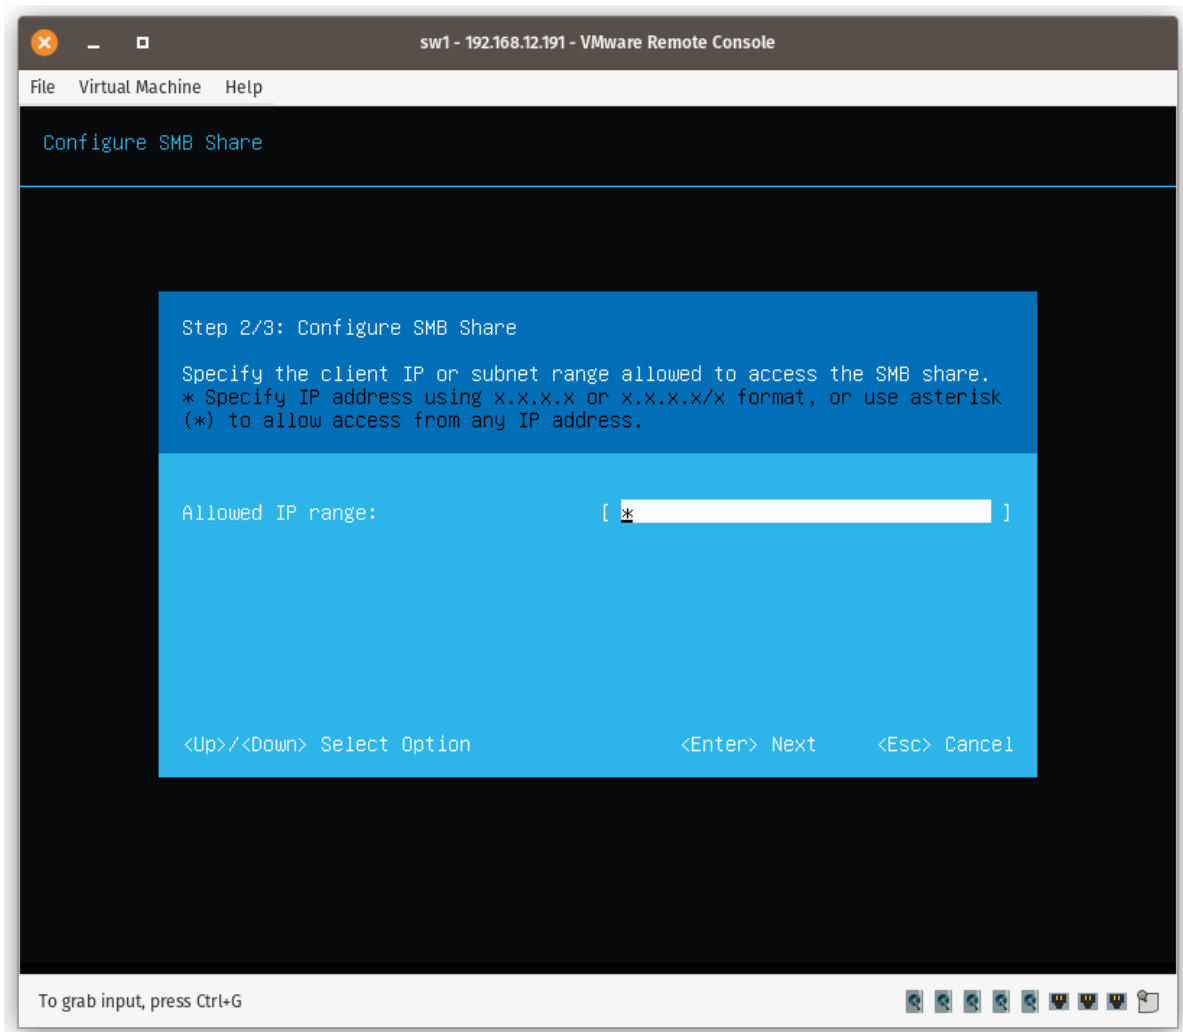 sw1 - 192.168.12.191 - VMware Remote Console
File Virtual Machine Help
Configure SMB Share
Step 2/3: Configure SMB Share
Specify the client IP or subnet range allowed to access the SMB share.
* Specify IP address using x.x.x.x or x.x.x.x/x format, or use asterisk
(*) to allow access from any IP address.
Allowed IP range: [ * ]
<Up>/<Down> Select Option <Enter> Next <Esc> Cancel
To grab input, press Ctrl+G